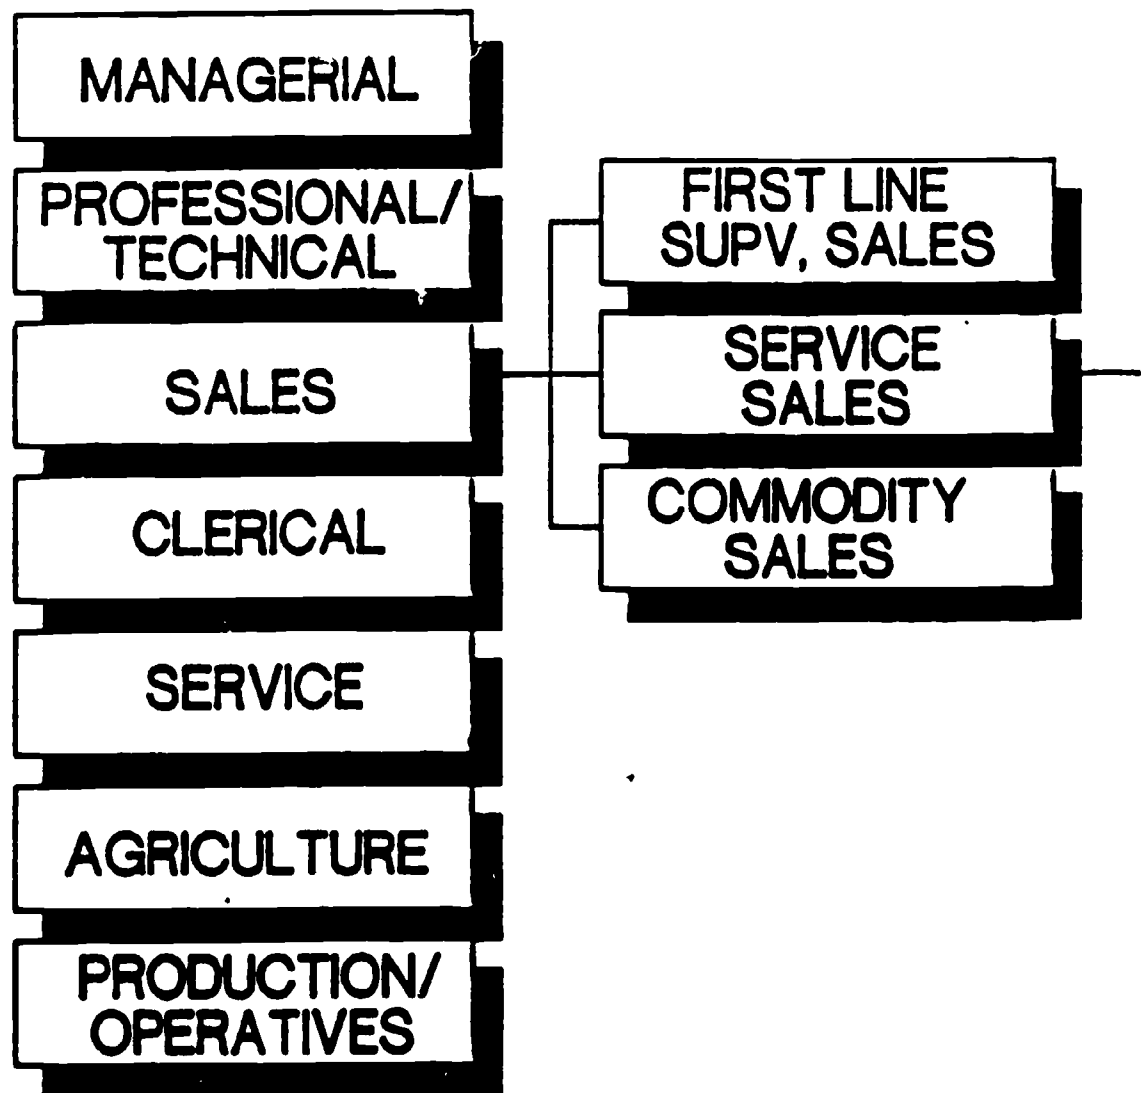 MANAGERIAL
PROFESSIONAL/
TECHNICAL
SALES
CLERICAL
SERVICE
AGRICULTURE
PRODUCTION/
OPERATIVES
FIRST LINE
SUPV, SALES
SERVICE
SALES
COMMODITY
SALES